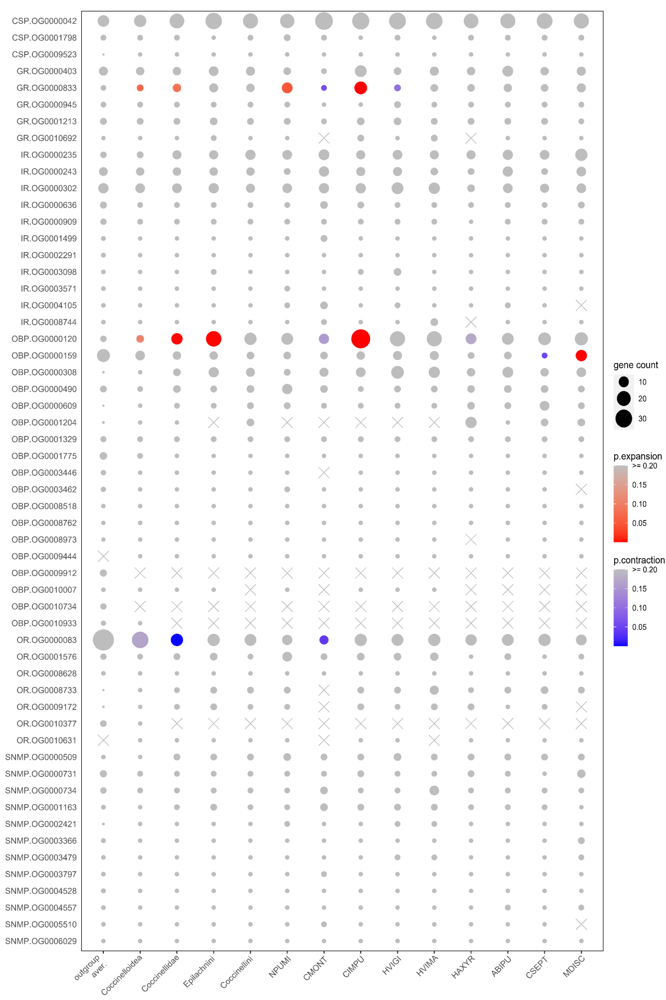 CSP.OG0000042
CSP.OG0001798
CSP.OG0009523
GR.OG0000403
GR.OG0000833
GR.OG0000945
GR.OG0001213
GR.OG0010692
IR.OG0000235
IR.OG0000243
IR.OG0000302
IR.OG0000636
IR.OG0000909
IR.OG0001499
IR.OG0002291
IR.OG0003098
IR.OG0003571
IR.OG0004105
IR.OG0008744
OBP.OG0000120
OBP.OG0000159
OBP.OG0000308
OBP.OG0000490
OBP.OG0000609
OBP.OG0001204
OBP.OG0001329
OBP.OG0001775
OBP.OG0003446
OBP.OG0003462
OBP.OG0008518
OBP.OG0008762
OBP.OG0008973
OBP.OG0009444
OBP.OG0009912
OBP.OG0010007
OBP.OG0010734
OBP.OG0010933
OR.OG0000083
OR.OG0001576
OR.OG0008628
OR.OG0008733
OR.OG0009172
OR.OG0010377
OR.OG0010631
SNMP.OG0000509
SNMP.OG0000731
SNMP.OG0000734
SNMP.OG0001163
SNMP.OG0002421
SNMP.OG0003366
SNMP.OG0003479
SNMP.OG0003797
SNMP.OG0004528
SNMP.OG0004557
SNMP.OG0005510
SNMP.OG0006029
outgroup
aver.
Coccinelloidea
Coccinellidae
Epilachnini
Coccinellini
NPUMI
CMONT
CIMPU
HVIGI
HVIMA
HAXYR
ABIPU
CSEPT
MDISC
gene count
10
20
30
p.expansion
>= 0.20
0.15
0.10
0.05
p.contraction
>= 0.20
0.15
0.10
0.05